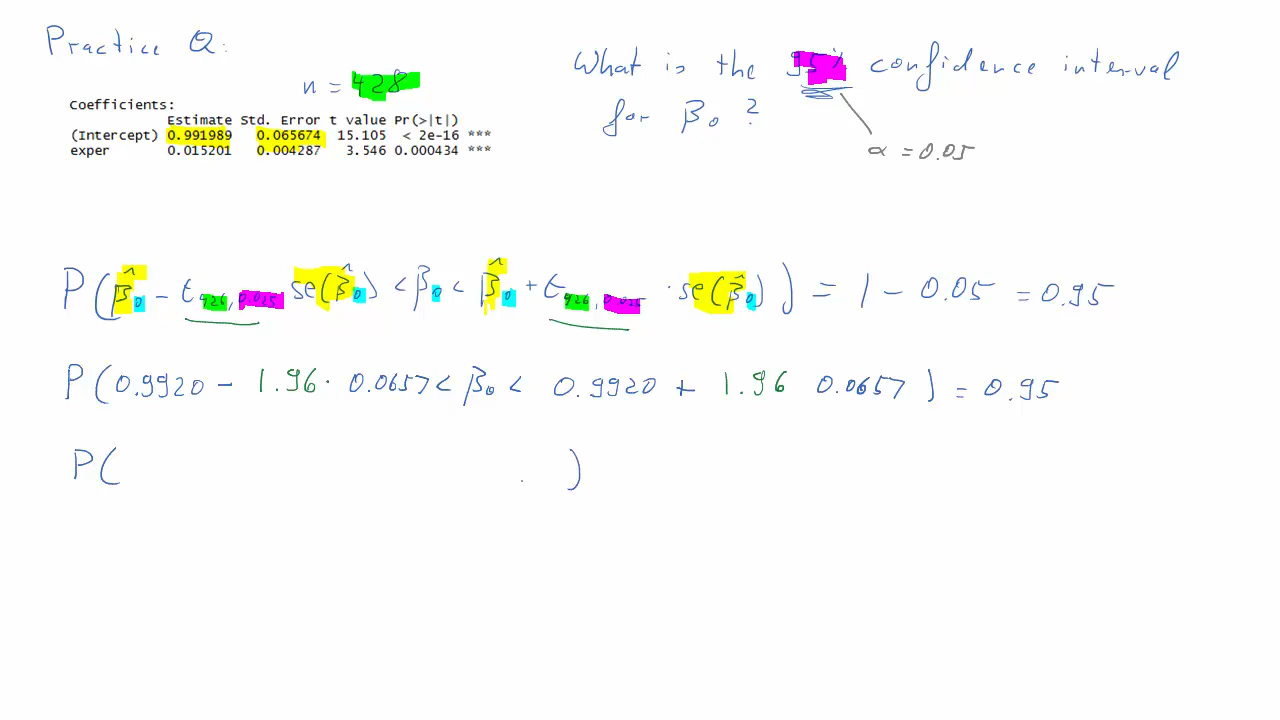 Practice Q:
What is the 95% confidence interval
for β₀ ?
n = 428
α = 0.05
Coefficients:
Estimate Std. Error t value Pr(>|t|)
(Intercept) 0.991989 0.065674 15.105 < 2e-16 ***
exper 0.015201 0.004287 3.546 0.000434 ***
P(β̂₀ - t₄₂₆,₀.₀₂₅ se(β̂₀) < β₀ < β̂₀ + t₄₂₆,₀.₀₂₅ · se(β̂₀)) = 1 - 0.05 = 0.95
P(0.9920 - 1.96 · 0.0657 < β₀ < 0.9920 + 1.96 0.0657) = 0.95
P( )